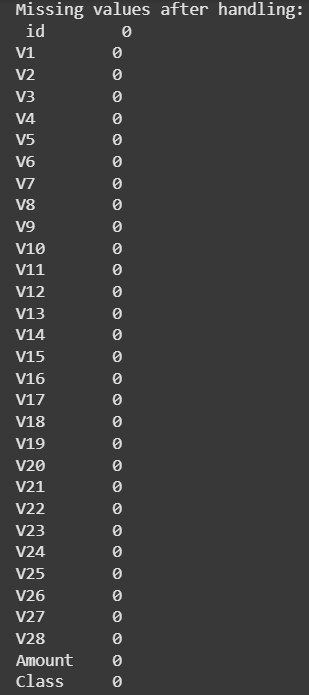 Missing values after handling:
 id        0
V1        0
V2        0
V3        0
V4        0
V5        0
V6        0
V7        0
V8        0
V9        0
V10       0
V11       0
V12       0
V13       0
V14       0
V15       0
V16       0
V17       0
V18       0
V19       0
V20       0
V21       0
V22       0
V23       0
V24       0
V25       0
V26       0
V27       0
V28       0
Amount    0
Class     0